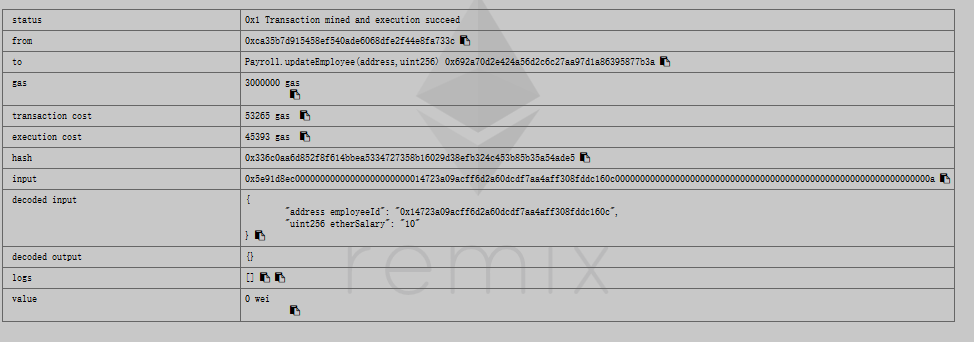 status 0x1 Transaction mined and execution succeed
from 0xca35b7d915458ef540ade6068dfe2f44e8fa733c
to Payroll.updateEmployee(address,uint256) 0x692a70d2e424a56d2c6c27aa97d1a86395877b3a
gas 3000000 gas
transaction cost 53265 gas
execution cost 45393 gas
hash 0x336c0aa6d852f8f614bbea5334727358b16029d38efb324c453b85b35a54ade5
input 0x5e91d8ec00000000000000000000000014723a09acff6d2a60dcdf7aa4aff308fddc160c000000000000000000000000000000000000000000000000000000000000000a
decoded input {
"address employeeId": "0x14723a09acff6d2a60dcdf7aa4aff308fddc160c",
"uint256 etherSalary": "10"
}
decoded output {}
logs []
value 0 wei
remix